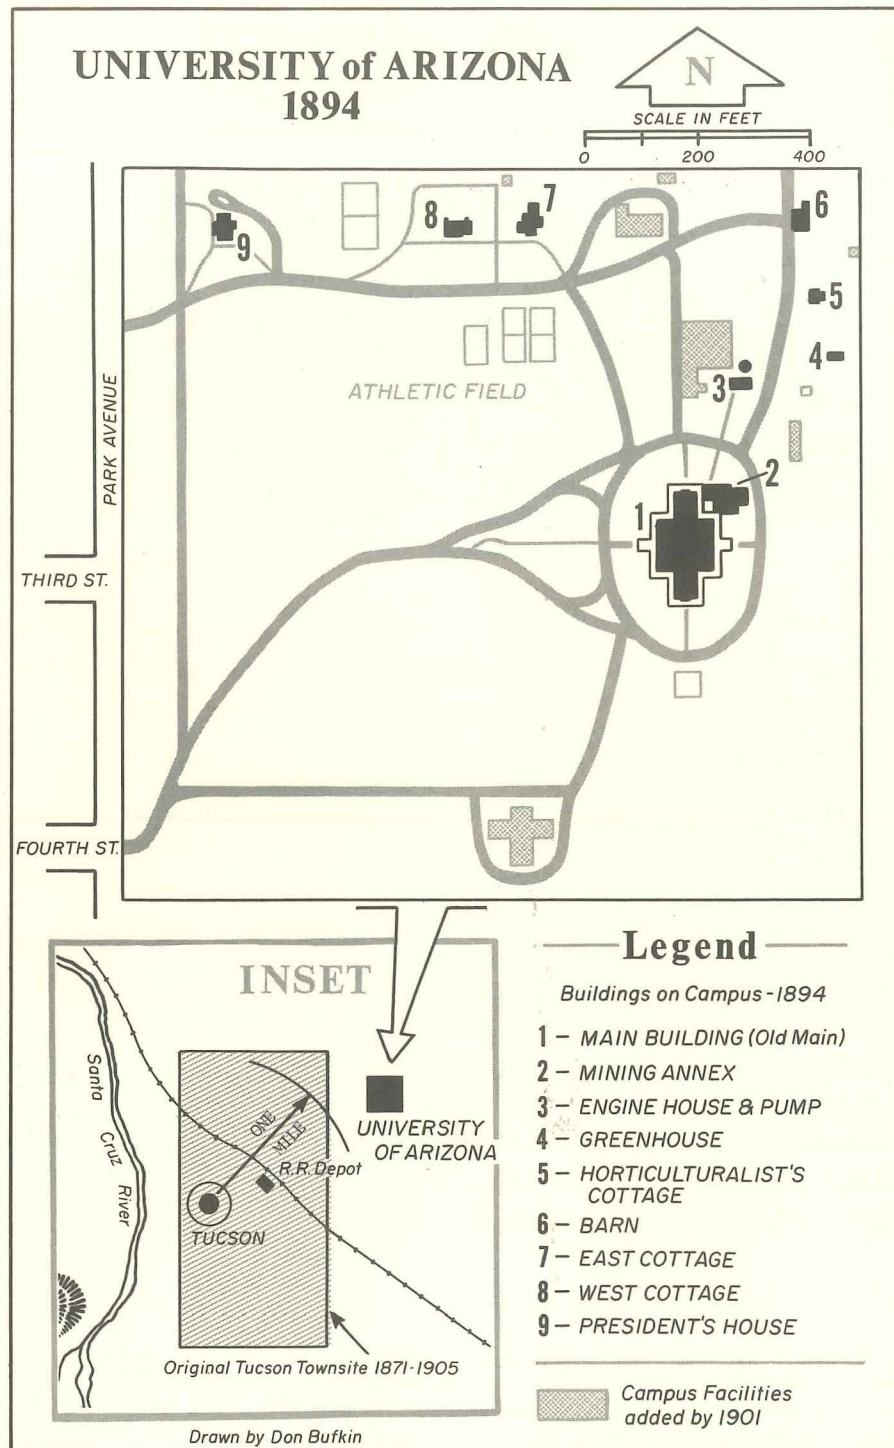 UNIVERSITY of ARIZONA
1894
N
SCALE IN FEET
0 200 400
9
8
7
6
5
4
3
ATHLETIC FIELD
PARK AVENUE
2
1
THIRD ST.
FOURTH ST.
INSET
Santa Cruz River
ONE MILE
R.R. Depot
TUCSON
UNIVERSITY
OF ARIZONA
Original Tucson Townsite 1871-1905
Drawn by Don Bufkin
Legend
Buildings on Campus - 1894
1 – MAIN BUILDING (Old Main)
2 – MINING ANNEX
3 – ENGINE HOUSE & PUMP
4 – GREENHOUSE
5 – HORTICULTURALIST'S
COTTAGE
6 – BARN
7 – EAST COTTAGE
8 – WEST COTTAGE
9 – PRESIDENT'S HOUSE
Campus Facilities
added by 1901